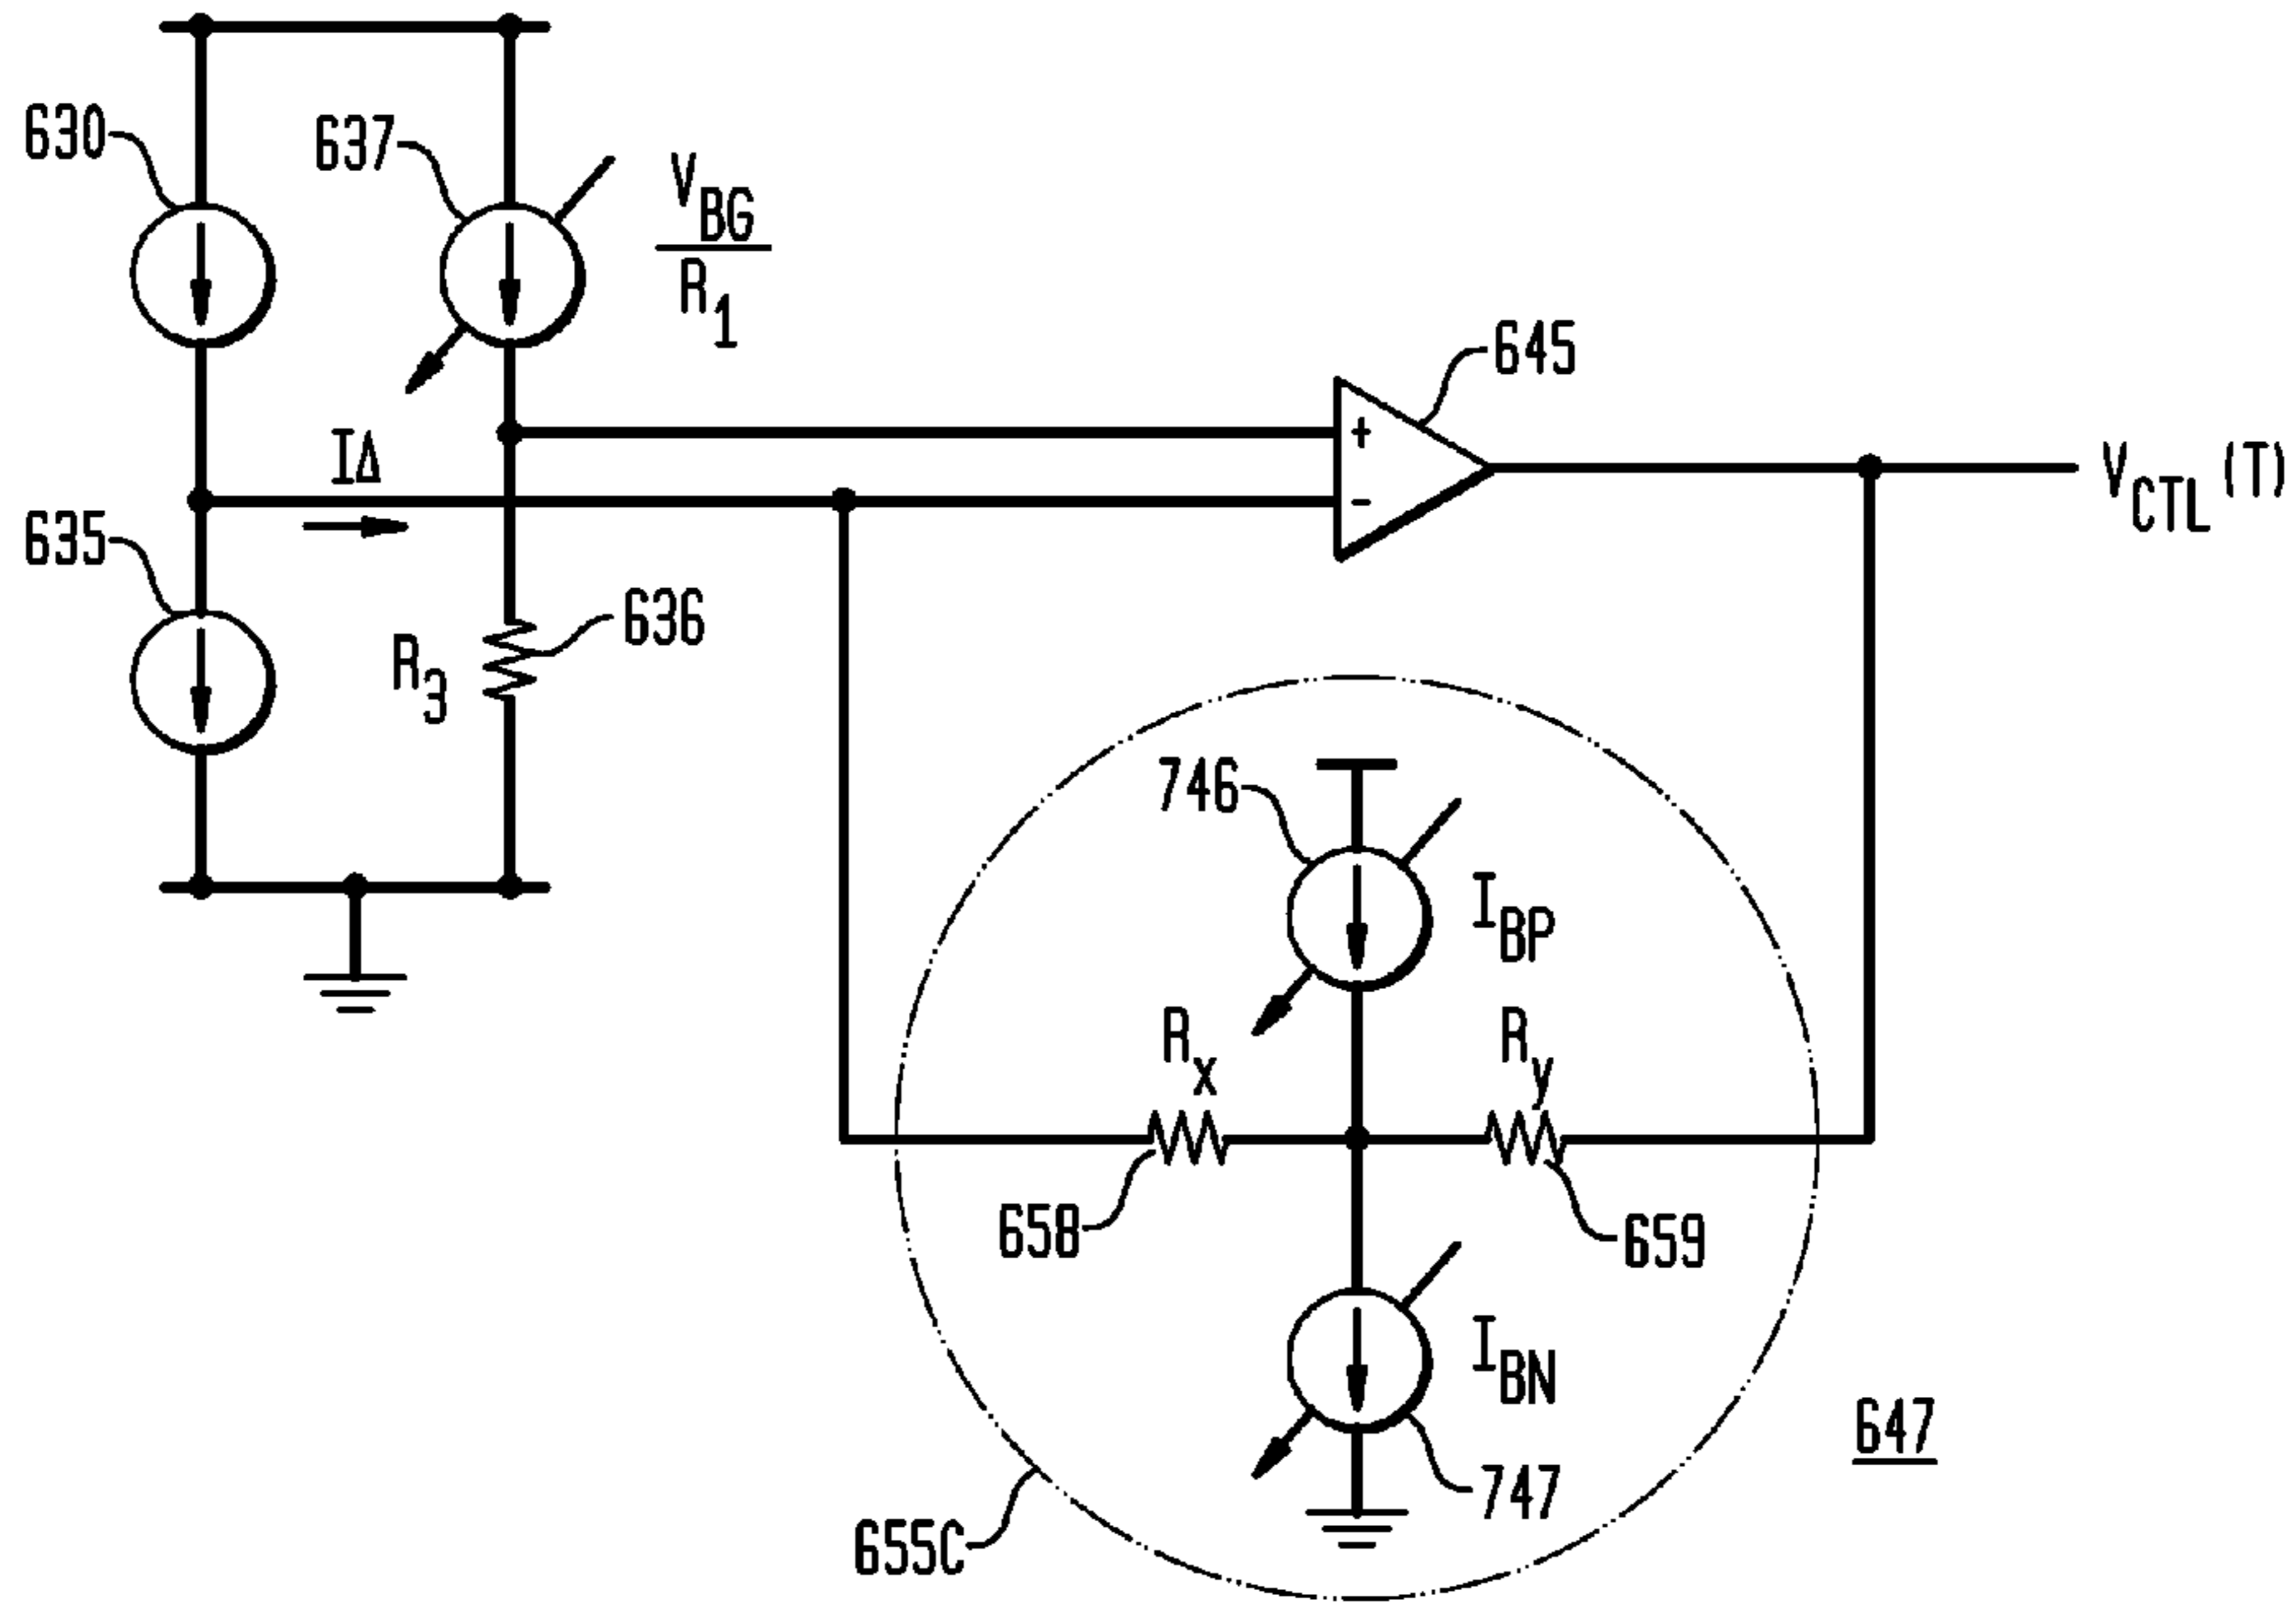 630
637
V_BG
R_1
645
+
-
V_CTL (T)
IΔ
635
636
R_3
746
I_BP
R_x
R_y
658
659
I_BN
747
647
655C